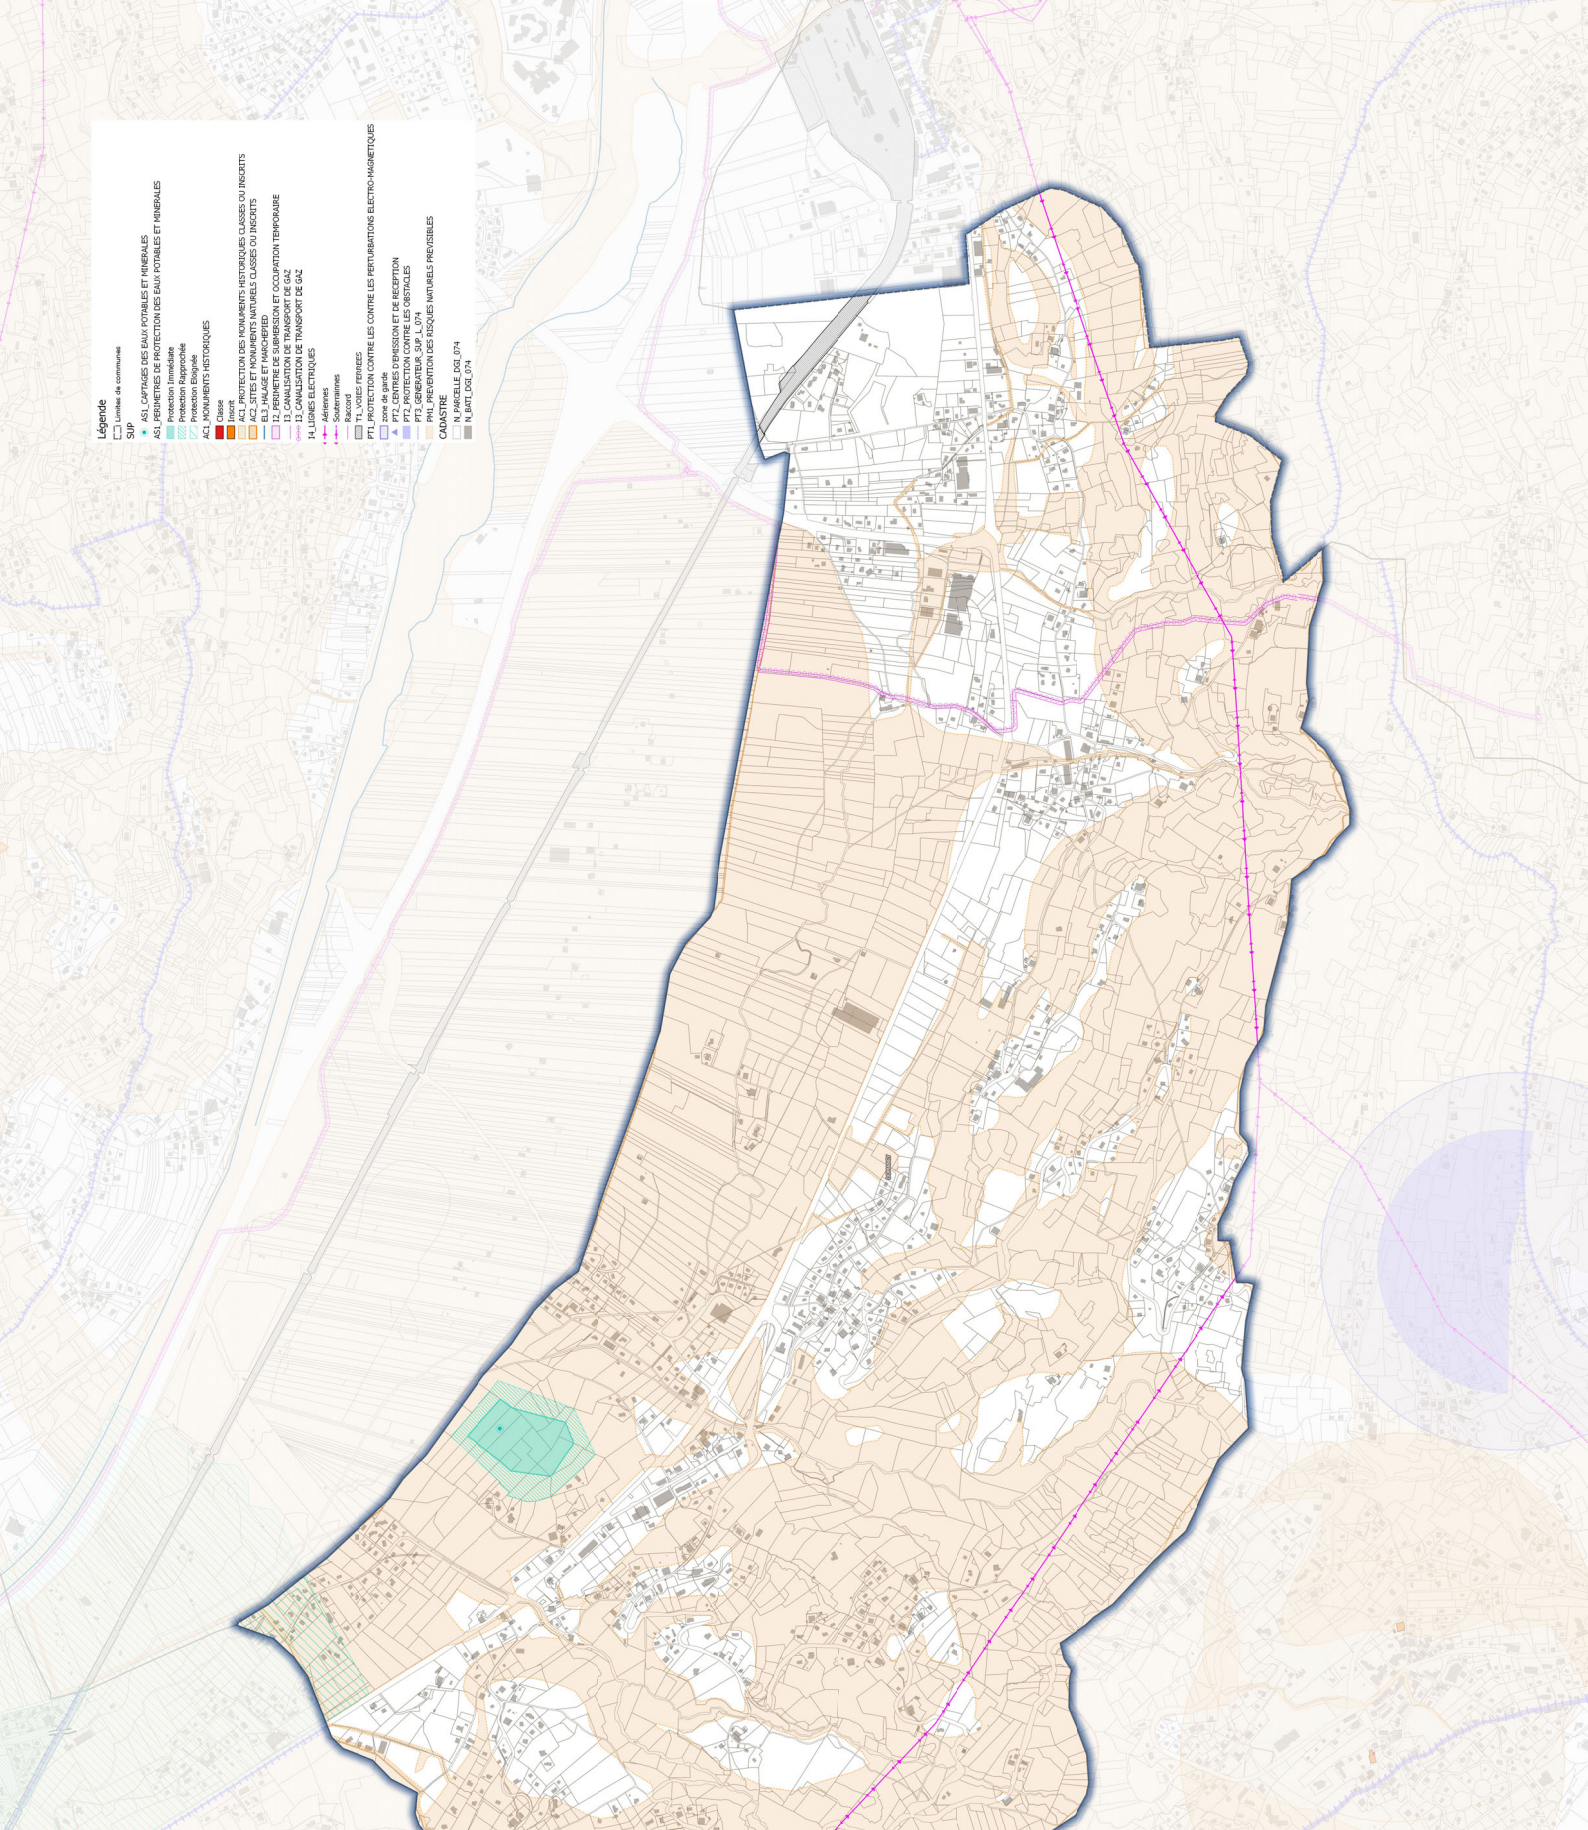 Légende
Limites de communes
SUP
AS1_CAPTAGES DES EAUX POTABLES ET MINERALES
AS1_PERIMETRES DE PROTECTION DES EAUX POTABLES ET MINERALES
Protection Immédiate
Protection Rapprochée
Protection Eloignée
AC1_MONUMENTS HISTORIQUES
Classe
Inscrit
AC1_PROTECTION DES MONUMENTS HISTORIQUES CLASSES OU INSCRITS
AC2_SITES ET MONUMENTS NATURELS CLASSES OU INSCRITS
EL3_HALAGE ET MARCHEPIED
I2_PERIMETRE DE SUBMERSION ET OCCUPATION TEMPORAIRE
I3_CANALISATION DE TRANSPORT DE GAZ
I3_CANALISATION DE TRANSPORT DE GAZ
I4_LIGNES ELECTRIQUES
Aériennes
Souterrainnes
Raccord
T1_VOIES FERREES
PT1_PROTECTION CONTRE LES CONTRE LES PERTURBATIONS ELECTRO-MAGNETIQUES
zone de garde
PT2_CENTRES D'EMISSION ET DE RECEPTION
PT2_PROTECTION CONTRE LES OBSTACLES
PT3_GENERATEUR_SUP_L_074
PM1_PREVENTION DES RISQUES NATURELS PREVISIBLES
CADASTRE
N_PARCELLE_DGI_074
N_BATI_DGI_074